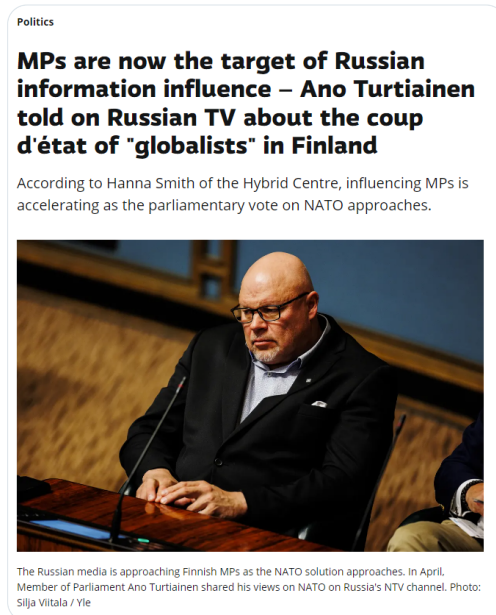 Politics
MPs are now the target of Russian
information influence – Ano Turtiainen
told on Russian TV about the coup
d'état of "globalists" in Finland
According to Hanna Smith of the Hybrid Centre, influencing MPs is
accelerating as the parliamentary vote on NATO approaches.
The Russian media is approaching Finnish MPs as the NATO solution approaches. In April,
Member of Parliament Ano Turtiainen shared his views on NATO on Russia's NTV channel. Photo:
Silja Viitala / Yle